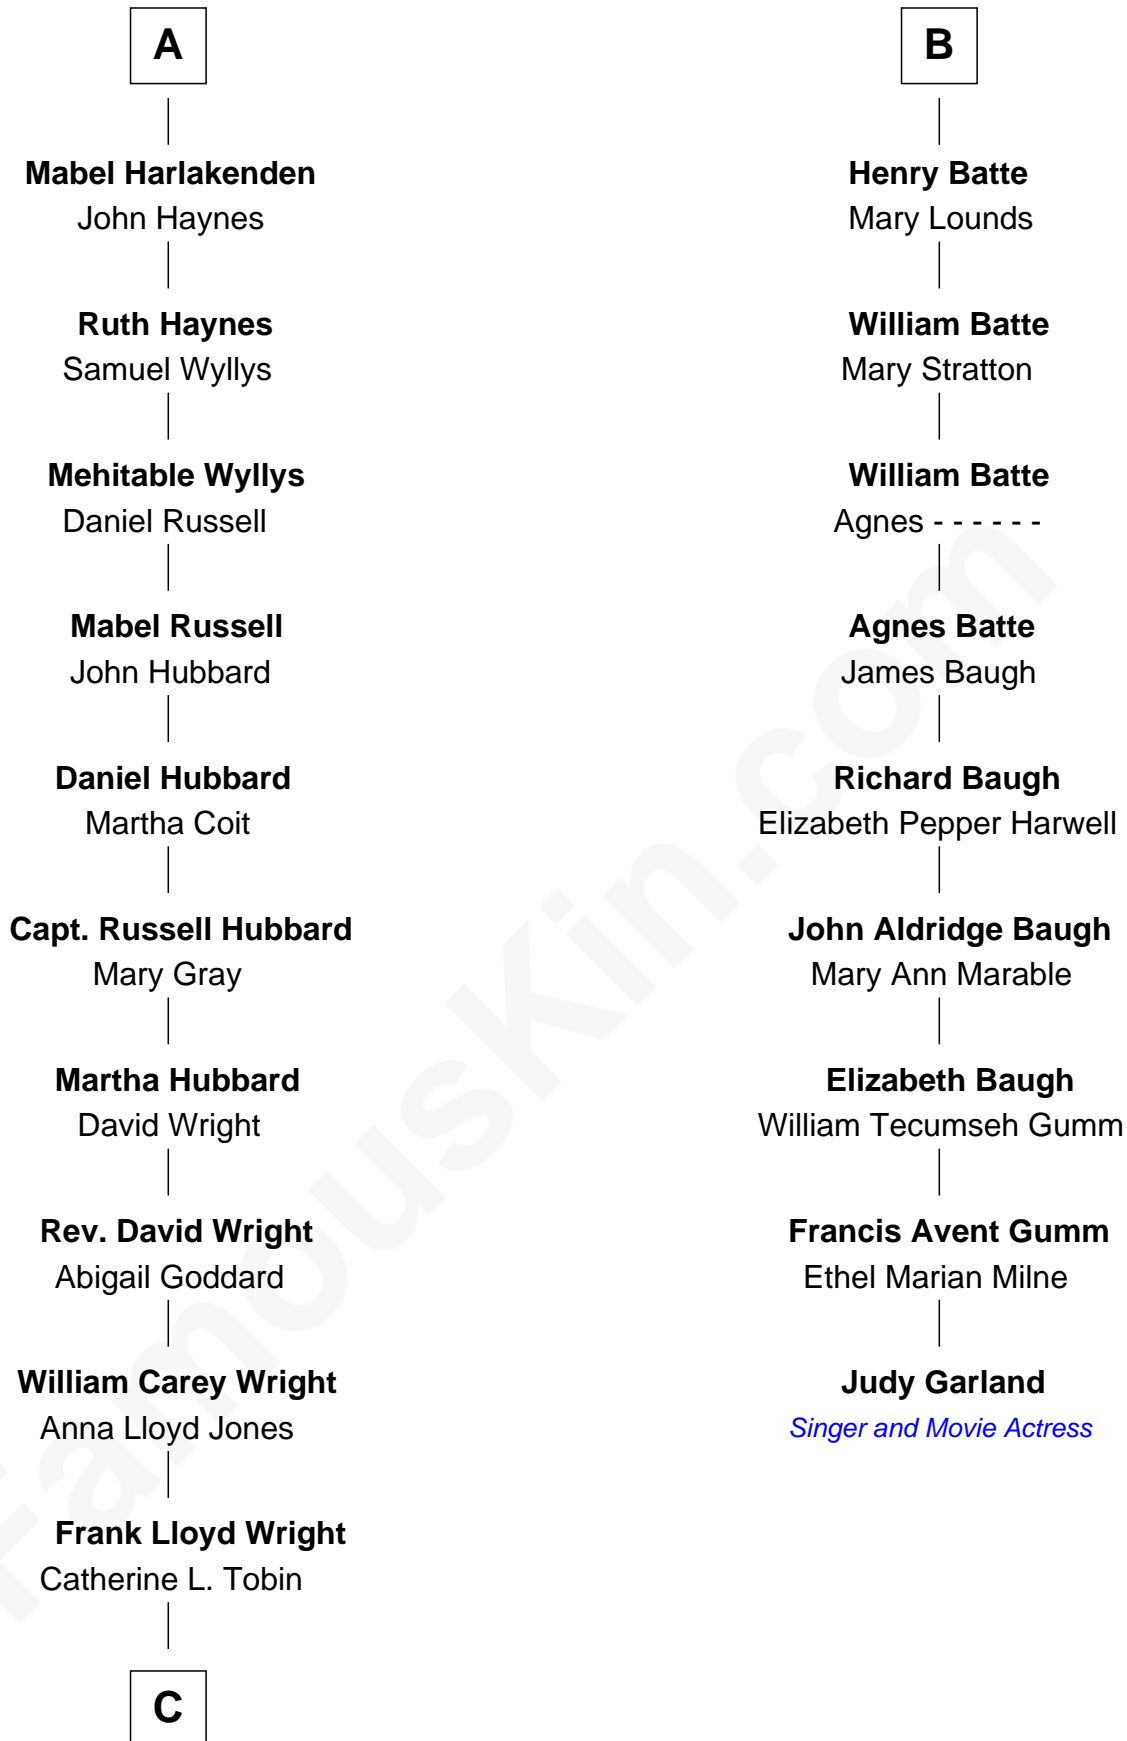 A
Mabel Harlakenden
John Haynes
Ruth Haynes
Samuel Wyllys
Mehitable Wyllys
Daniel Russell
Mabel Russell
John Hubbard
Daniel Hubbard
Martha Coit
Capt. Russell Hubbard
Mary Gray
Martha Hubbard
David Wright
Rev. David Wright
Abigail Goddard
William Carey Wright
Anna Lloyd Jones
Frank Lloyd Wright
Catherine L. Tobin
C
B
Henry Batte
Mary Lounds
William Batte
Mary Stratton
William Batte
Agnes - - - - - -
Agnes Batte
James Baugh
Richard Baugh
Elizabeth Pepper Harwell
John Aldridge Baugh
Mary Ann Marable
Elizabeth Baugh
William Tecumseh Gumm
Francis Avent Gumm
Ethel Marian Milne
Judy Garland
Singer and Movie Actress
FamousKin.com